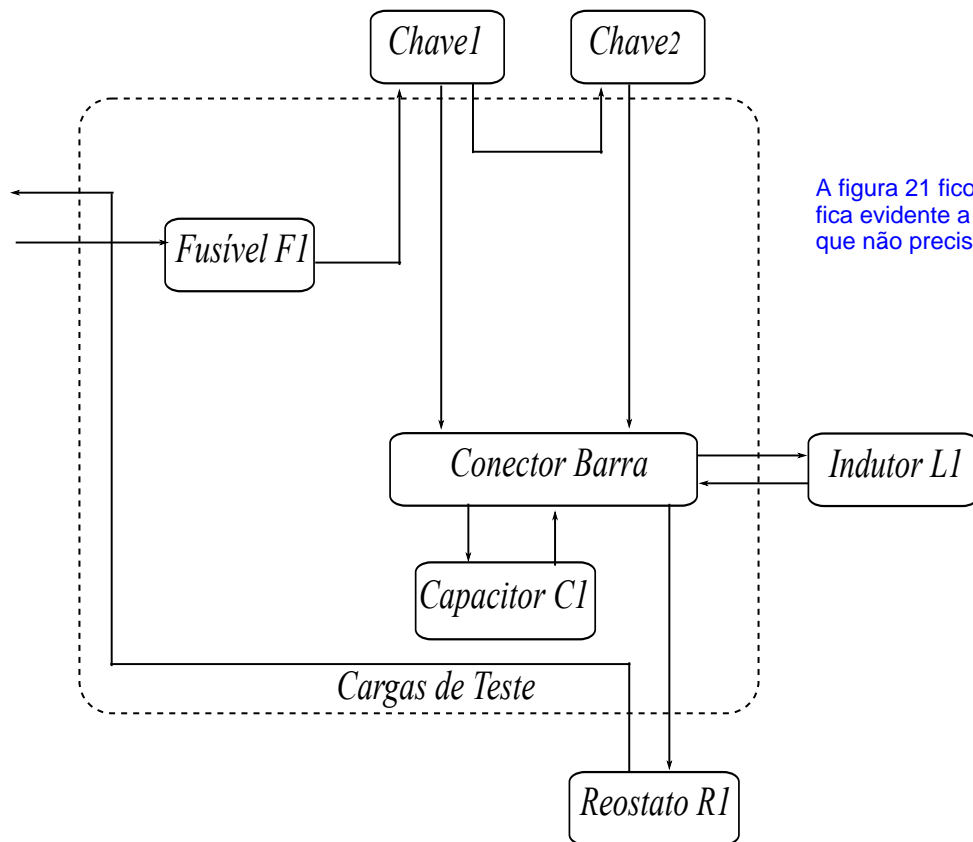 Chave1
Chave2
A figura 21 fico
fica evidente a
que não precis
Fusível F1
Conector Barra
Indutor L1
Capacitor C1
Cargas de Teste
Reostato R1